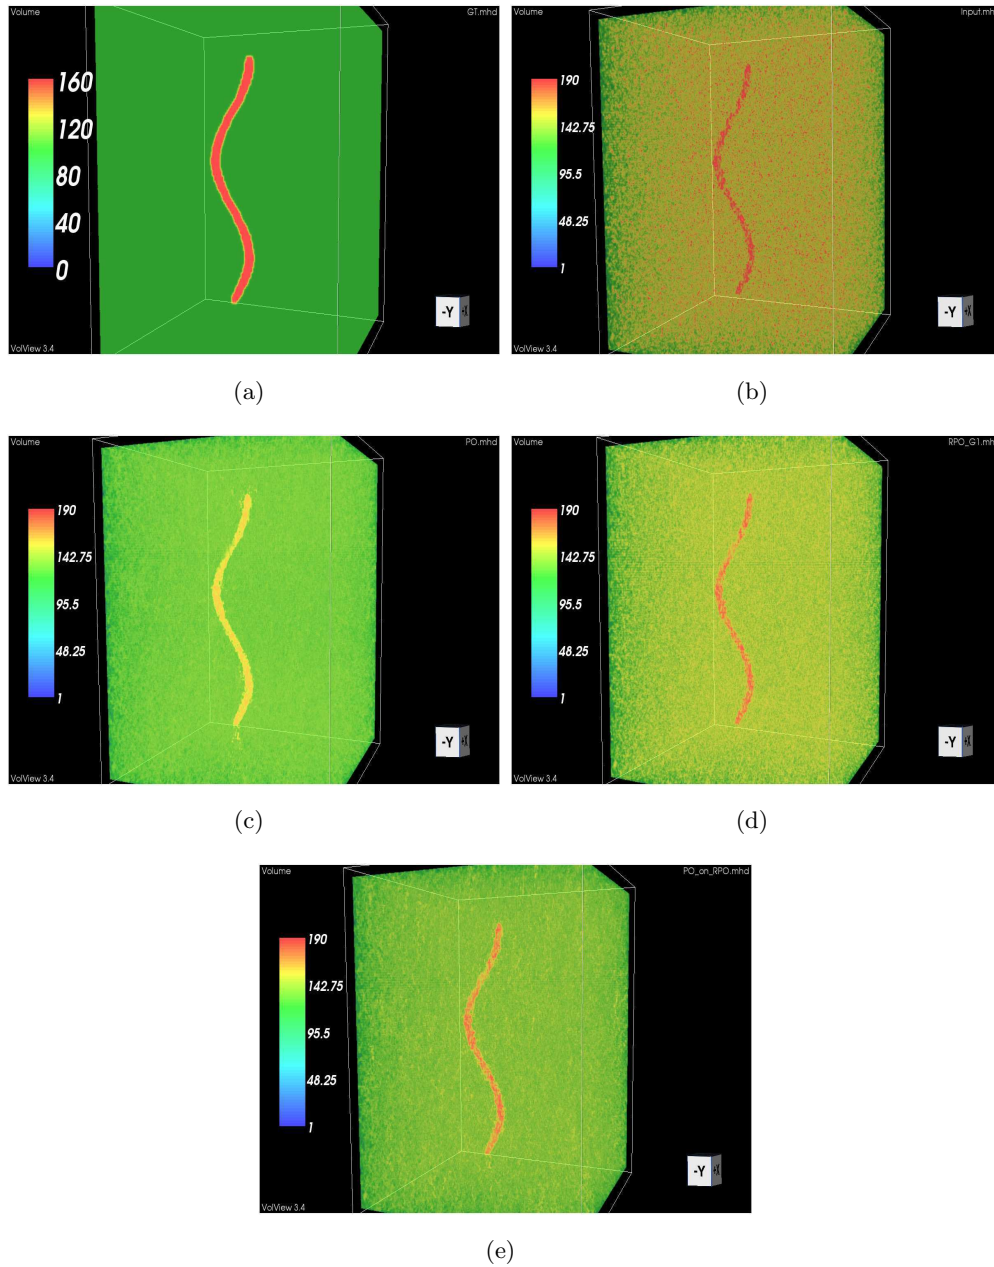 Volume GT.mhd
160
120
80
40
0
-Y +X
VolView 3.4
(a)
Volume Input.mh
190
142.75
95.5
48.25
1
-Y +X
VolView 3.4
(b)
Volume PO.mhd
190
142.75
95.5
48.25
1
-Y +X
VolView 3.4
(c)
Volume RPO_G1.mh
190
142.75
95.5
48.25
1
-Y +X
VolView 3.4
(d)
Volume PO_on_RPO.mhd
190
142.75
95.5
48.25
1
-Y +X
VolView 3.4
(e)